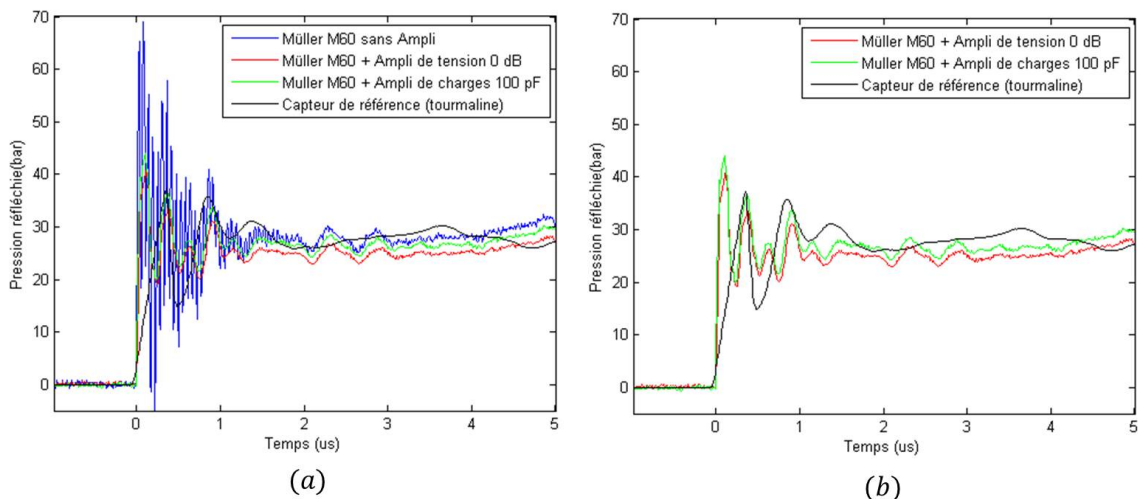 70
60
50
40
30
20
10
0
Pression réfléchie(bar)
-1
0
1
2
3
4
5
Temps (us)
Müller M60 sans Ampli
Müller M60 + Ampli de tension 0 dB
Muller M60 + Ampli de charges 100 pF
Capteur de référence (tourmaline)
(a)
70
60
50
40
30
20
10
0
Pression réfléchie(bar)
0
1
2
3
4
5
Temps (us)
Müller M60 + Ampli de tension 0 dB
Muller M60 + Ampli de charges 100 pF
Capteur de référence (tourmaline)
(b)